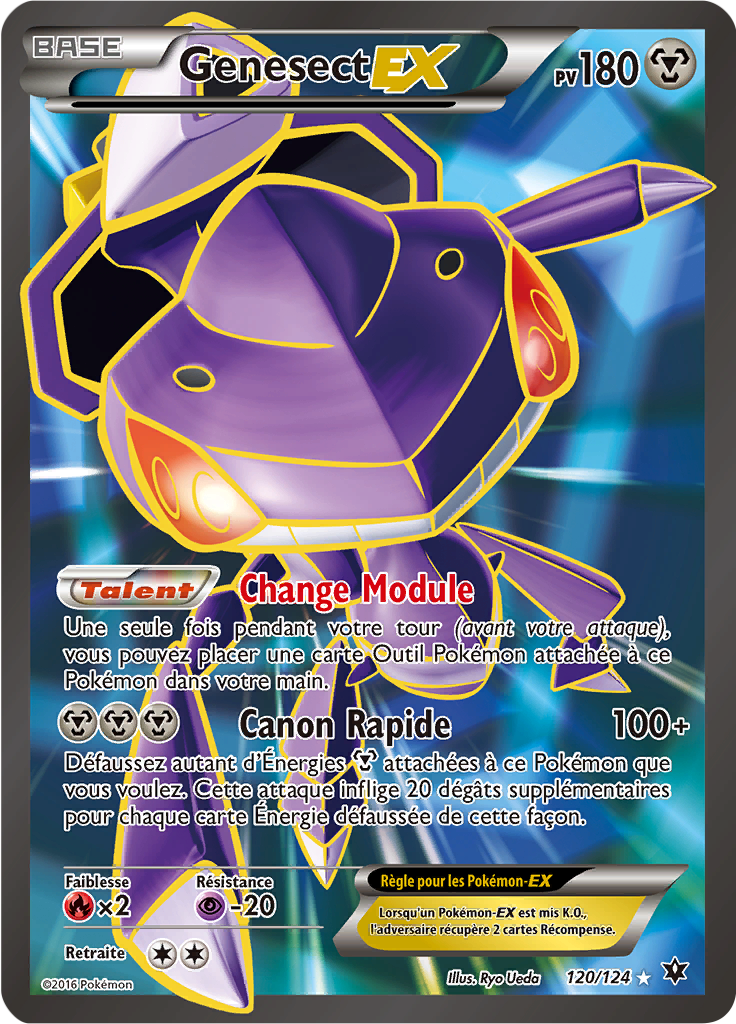 BASE
Genesect EX
PV 180
Talent Change Module
Une seule fois pendant votre tour (avant votre attaque),
vous pouvez placer une carte Outil Pokémon attachée à ce
Pokémon dans votre main.
Canon Rapide 100+
Défaussez autant d'Énergies attachées à ce Pokémon que
vous voulez. Cette attaque inflige 20 dégâts supplémentaires
pour chaque carte Énergie défaussée de cette façon.
Faiblesse Résistance
×2 -20
Retraite
Règle pour les Pokémon-EX
Lorsqu'un Pokémon-EX est mis K.O.,
l'adversaire récupère 2 cartes Récompense.
©2016 Pokémon
Illus. Ryo Ueda 120/124